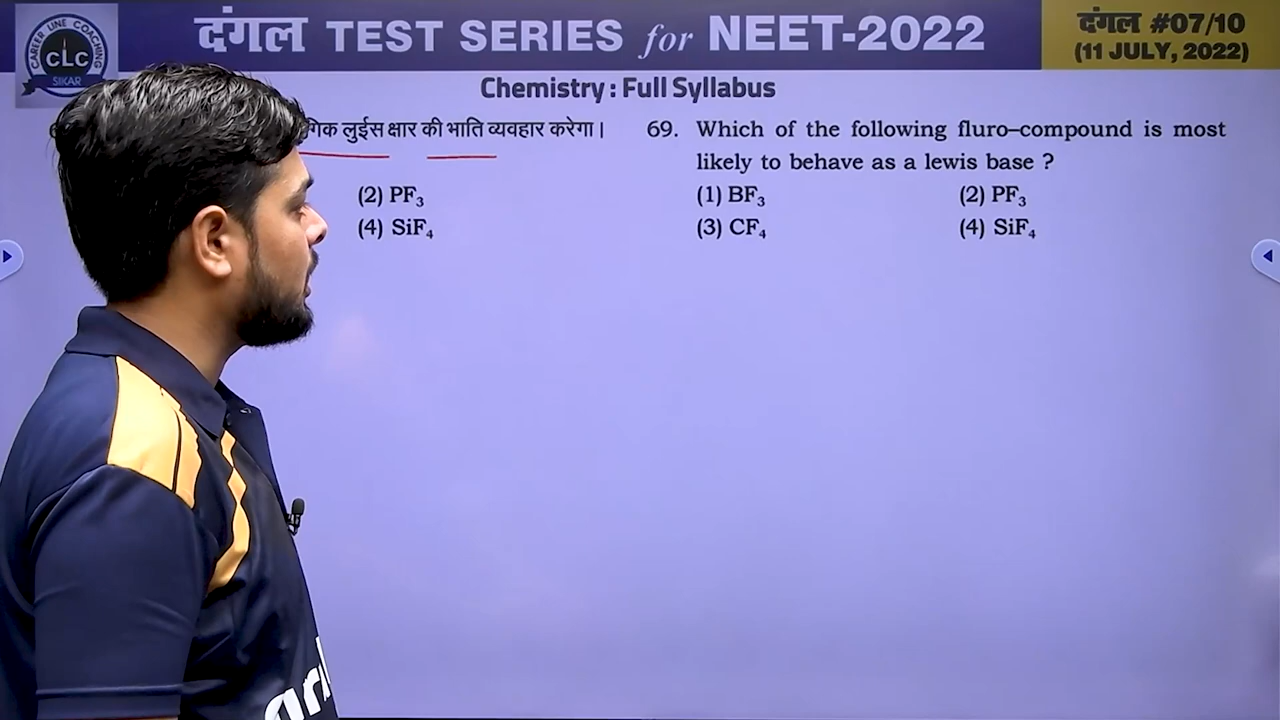 CAREER LINE COACHING
CLC
SIKAR
दंगल TEST SERIES for NEET-2022
दंगल #07/10
(11 JULY, 2022)
Chemistry : Full Syllabus
लुईस क्षार की भाति व्यवहार करेगा।
(2) PF₃
(4) SiF₄
69. Which of the following fluro–compound is most
likely to behave as a lewis base ?
(1) BF₃ (2) PF₃
(3) CF₄ (4) SiF₄